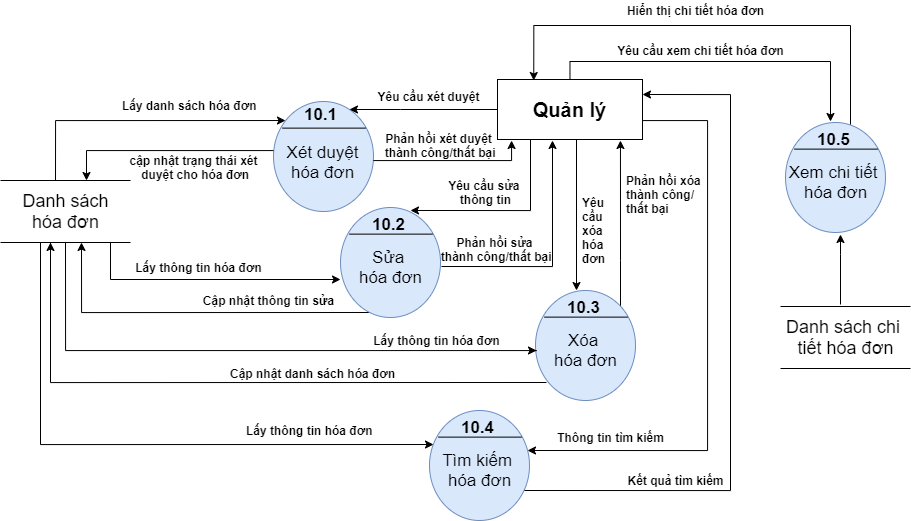 Hiển thị chi tiết hóa đơn
Yêu cầu xem chi tiết hóa đơn
Quản lý
Yêu cầu xét duyệt
Lấy danh sách hóa đơn
10.1
Xét duyệt
hóa đơn
Phản hồi xét duyệt
thành công/thất bại
cập nhật trạng thái xét
duyệt cho hóa đơn
10.5
Xem chi tiết
hóa đơn
Danh sách
hóa đơn
Yêu cầu sửa
thông tin
Phản hồi xóa
thành công/
thất bại
Yêu
cầu
xóa
hóa
đơn
10.2
Sửa
hóa đơn
Phản hồi sửa
thành công/thất bại
Lấy thông tin hóa đơn
Cập nhật thông tin sửa
10.3
Xóa
hóa đơn
Danh sách chi
tiết hóa đơn
Lấy thông tin hóa đơn
Cập nhật danh sách hóa đơn
10.4
Tìm kiếm
hóa đơn
Lấy thông tin hóa đơn
Thông tin tìm kiếm
Kết quả tìm kiếm